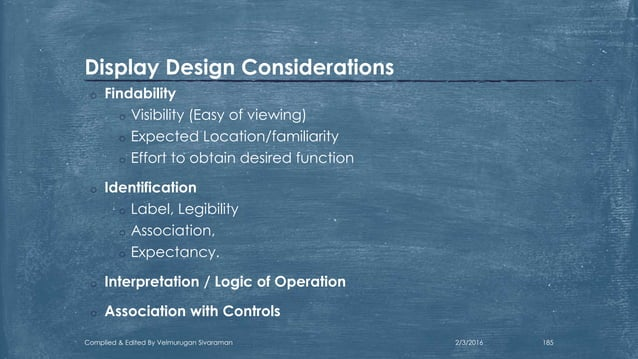 Display Design Considerations
Findability
Visibility (Easy of viewing)
Expected Location/familiarity
Effort to obtain desired function
Identification
Label, Legibility
Association,
Expectancy.
Interpretation / Logic of Operation
Association with Controls
Complied & Edited By Velmurugan Sivaraman 2/3/2016 185